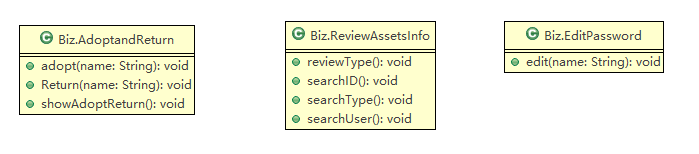 C Biz.AdoptandReturn
adopt(name: String): void
Return(name: String): void
showAdoptReturn(): void
C Biz.ReviewAssetsInfo
reviewType(): void
searchID(): void
searchType(): void
searchUser(): void
C Biz.EditPassword
edit(name: String): void